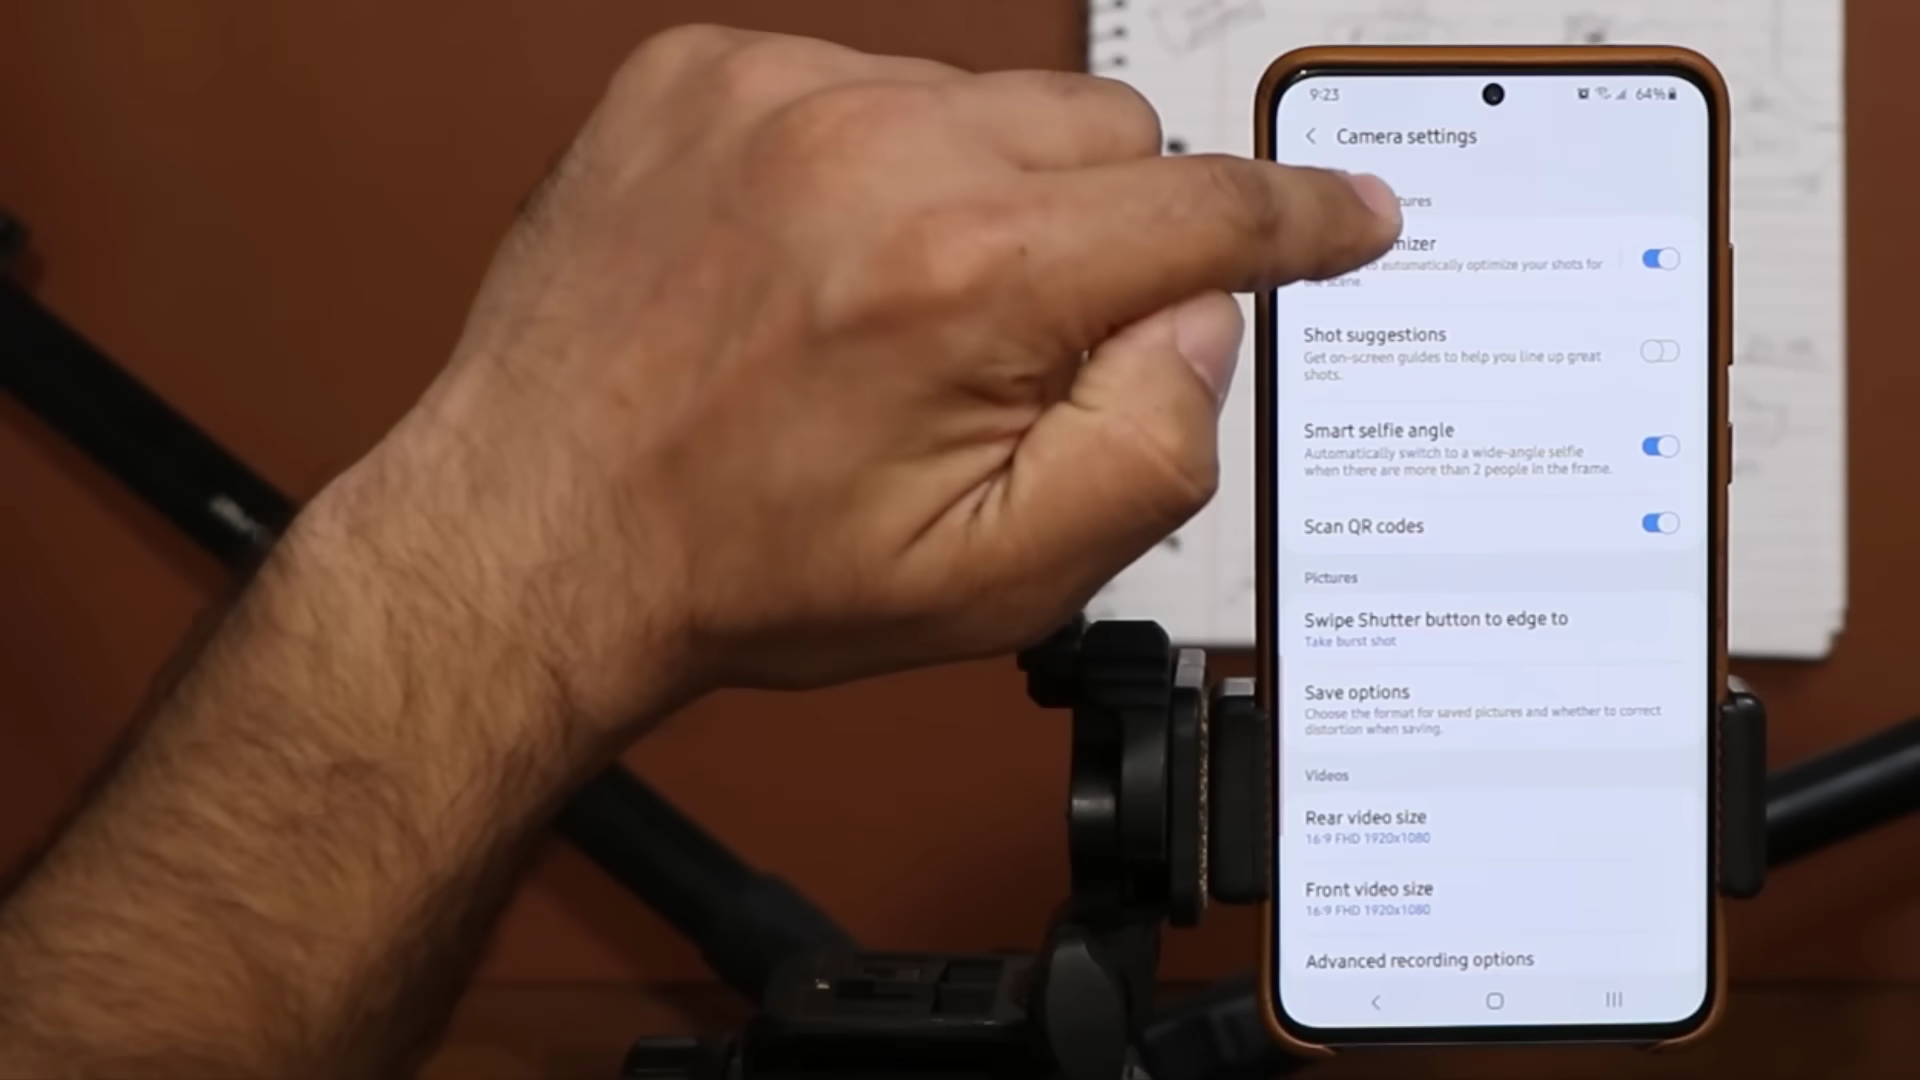 9:23 64%
Camera settings
tures
mizer
automatically optimize your shots for
the scene.
Shot suggestions
Get on-screen guides to help you line up great
shots.
Smart selfie angle
Automatically switch to a wide-angle selfie
when there are more than 2 people in the frame.
Scan QR codes
Pictures
Swipe Shutter button to edge to
Take burst shot
Save options
Choose the format for saved pictures and whether to correct
distortion when saving.
Videos
Rear video size
16:9 FHD 1920x1080
Front video size
16:9 FHD 1920x1080
Advanced recording options